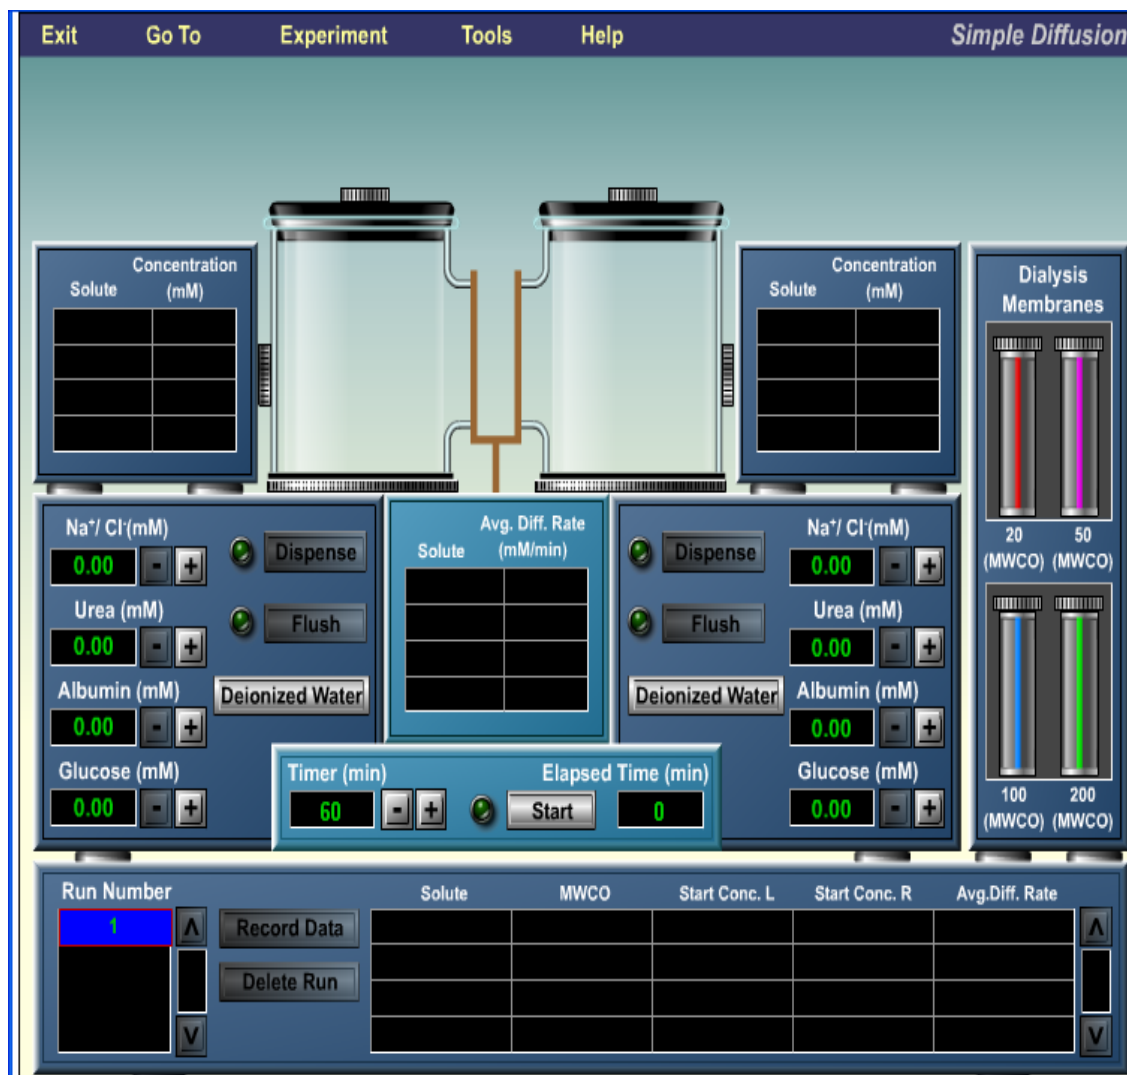 Exit Go To Experiment Tools Help Simple Diffusion
Solute Concentration (mM)
Solute Concentration (mM)
Dialysis
Membranes
20 (MWCO)
50 (MWCO)
100 (MWCO)
200 (MWCO)
Na⁺/ Cl⁻(mM)
0.00 - +
Urea (mM)
0.00 - +
Albumin (mM)
0.00 - +
Glucose (mM)
0.00 - +
Dispense
Flush
Deionized Water
Solute Avg. Diff. Rate (mM/min)
Dispense
Flush
Deionized Water
Na⁺/ Cl⁻(mM)
0.00 - +
Urea (mM)
0.00 - +
Albumin (mM)
0.00 - +
Glucose (mM)
0.00 - +
Timer (min) Elapsed Time (min)
60 - + Start 0
Run Number Solute MWCO Start Conc. L Start Conc. R Avg.Diff. Rate
1 Λ Record Data Λ
Delete Run
V V